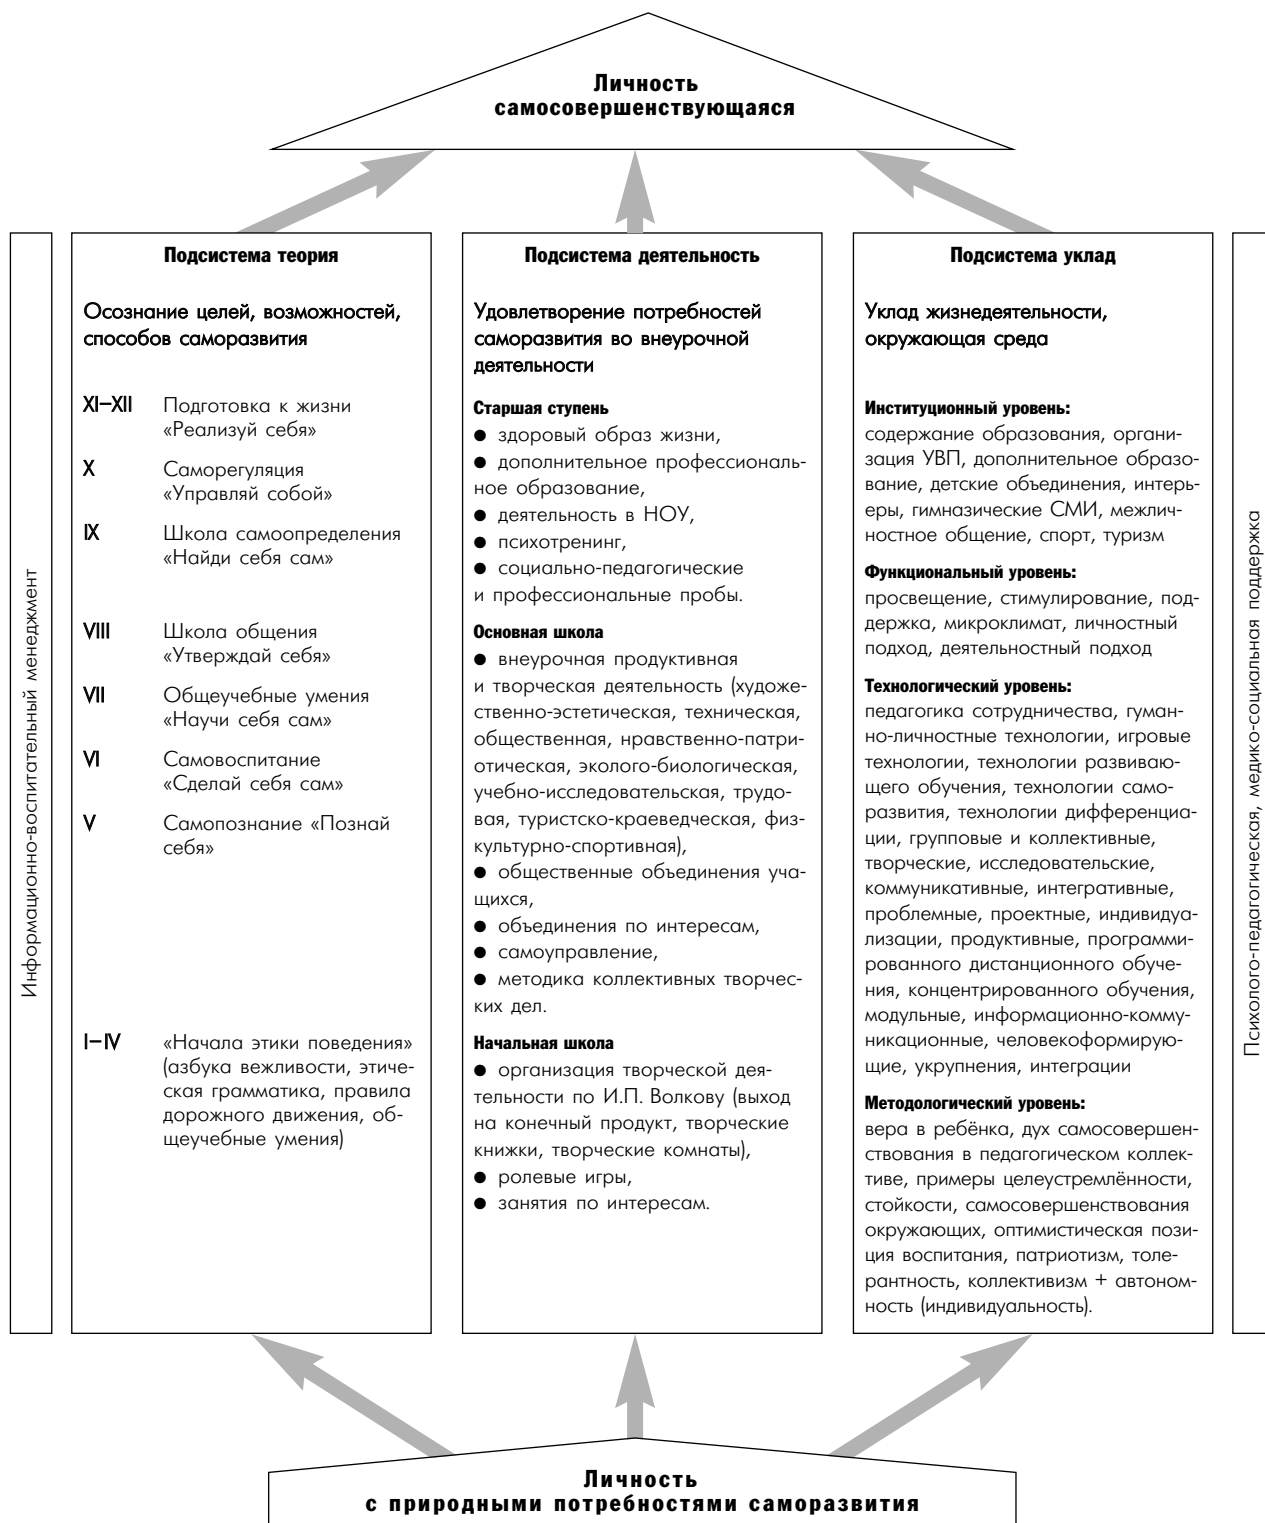 Личность
самосовершенствующаяся
Информационно-воспитательный менеджмент
Подсистема теория
Осознание целей, возможностей,
способов саморазвития
XI–XII Подготовка к жизни
«Реализуй себя»
X Саморегуляция
«Управляй собой»
IX Школа самоопределения
«Найди себя сам»
VIII Школа общения
«Утверждай себя»
VII Общеучебные умения
«Научи себя сам»
VI Самовоспитание
«Сделай себя сам»
V Самопознание «Познай
себя»
I–IV «Начала этики поведения»
(азбука вежливости, этиче-
ская грамматика, правила
дорожного движения, об-
щеучебные умения)
Подсистема деятельность
Удовлетворение потребностей
саморазвития во внеурочной
деятельности
Старшая ступень
● здоровый образ жизни,
● дополнительное профессиональ-
ное образование,
● деятельность в НОУ,
● психотренинг,
● социально-педагогические
и профессиональные пробы.
Основная школа
● внеурочная продуктивная
и творческая деятельность (художе-
ственно-эстетическая, техническая,
общественная, нравственно-патри-
отическая, эколого-биологическая,
учебно-исследовательская, трудо-
вая, туристско-краеведческая, физ-
культурно-спортивная),
● общественные объединения уча-
щихся,
● объединения по интересам,
● самоуправление,
● методика коллективных творчес-
ких дел.
Начальная школа
● организация творческой дея-
тельности по И.П. Волкову (выход
на конечный продукт, творческие
книжки, творческие комнаты),
● ролевые игры,
● занятия по интересам.
Подсистема уклад
Уклад жизнедеятельности,
окружающая среда
Институционный уровень:
содержание образования, органи-
зация УВП, дополнительное образо-
вание, детские объединения, интерь-
еры, гимназические СМИ, межлич-
ностное общение, спорт, туризм
Функциональный уровень:
просвещение, стимулирование, под-
держка, микроклимат, личностный
подход, деятельностный подход
Технологический уровень:
педагогика сотрудничества, гуман-
но-личностные технологии, игровые
технологии, технологии развиваю-
щего обучения, технологии само-
развития, технологии дифференциа-
ции, групповые и коллективные,
творческие, исследовательские,
коммуникативные, интегративные,
проблемные, проектные, индивидуа-
лизации, продуктивные, программи-
рованного дистанционного обуче-
ния, концентрированного обучения,
модульные, информационно-комму-
никационные, человекоформирую-
щие, укрупнения, интеграции
Методологический уровень:
вера в ребёнка, дух самосовершен-
ствования в педагогическом коллек-
тиве, примеры целеустремлённости,
стойкости, самосовершенствования
окружающих, оптимистическая пози-
ция воспитания, патриотизм, толе-
рантность, коллективизм + автоном-
ность (индивидуальность).
Психолого-педагогическая, медико-социальная поддержка
Личность
с природными потребностями саморазвития